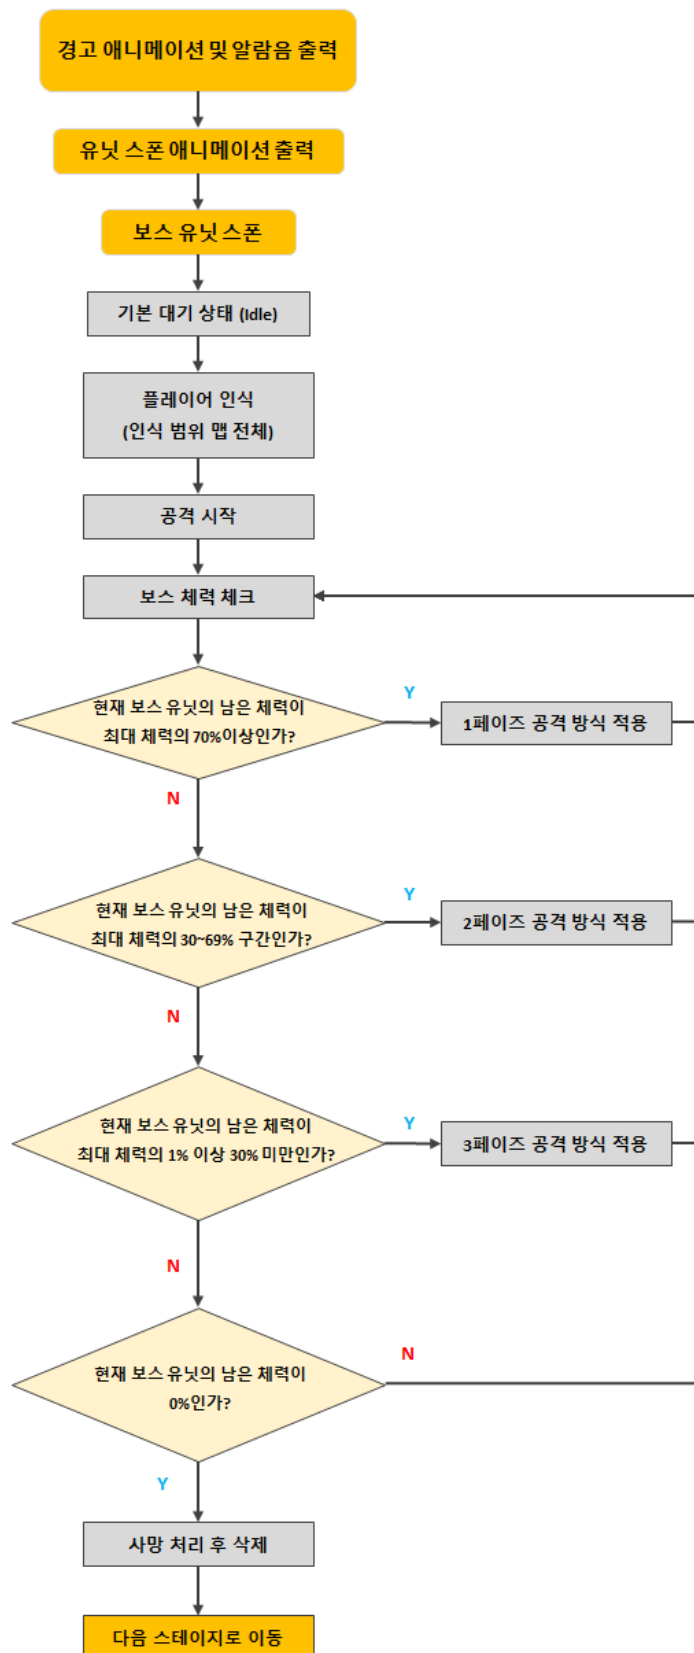 경고 애니메이션 및 알람음 출력
유닛 스폰 애니메이션 출력
보스 유닛 스폰
기본 대기 상태 (Idle)
플레이어 인식
(인식 범위 맵 전체)
공격 시작
보스 체력 체크
현재 보스 유닛의 남은 체력이
최대 체력의 70%이상인가?
Y
1페이즈 공격 방식 적용
N
현재 보스 유닛의 남은 체력이
최대 체력의 30~69% 구간인가?
Y
2페이즈 공격 방식 적용
N
현재 보스 유닛의 남은 체력이
최대 체력의 1% 이상 30% 미만인가?
Y
3페이즈 공격 방식 적용
N
현재 보스 유닛의 남은 체력이
0%인가?
N
Y
사망 처리 후 삭제
다음 스테이지로 이동